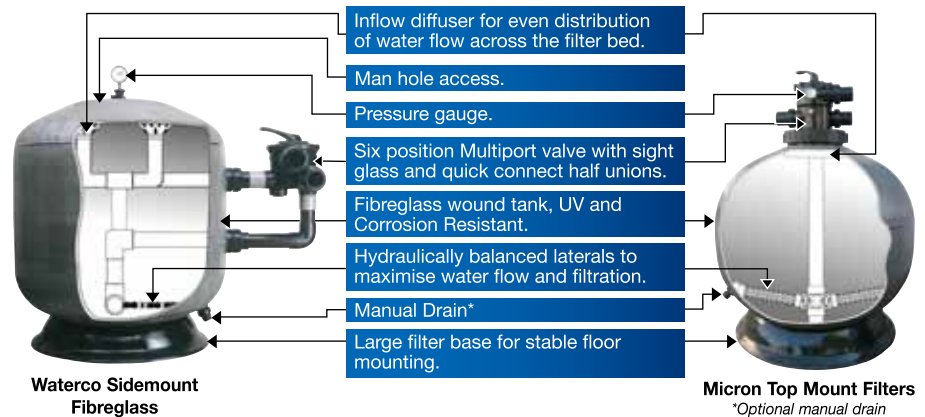 Inflow diffuser for even distribution
of water flow across the filter bed.
Man hole access.
Pressure gauge.
Six position Multiport valve with sight
glass and quick connect half unions.
Fibreglass wound tank, UV and
Corrosion Resistant.
Hydraulically balanced laterals to
maximise water flow and filtration.
Manual Drain*
Large filter base for stable floor
mounting.
Waterco Sidemount
Fibreglass
Micron Top Mount Filters
*Optional manual drain